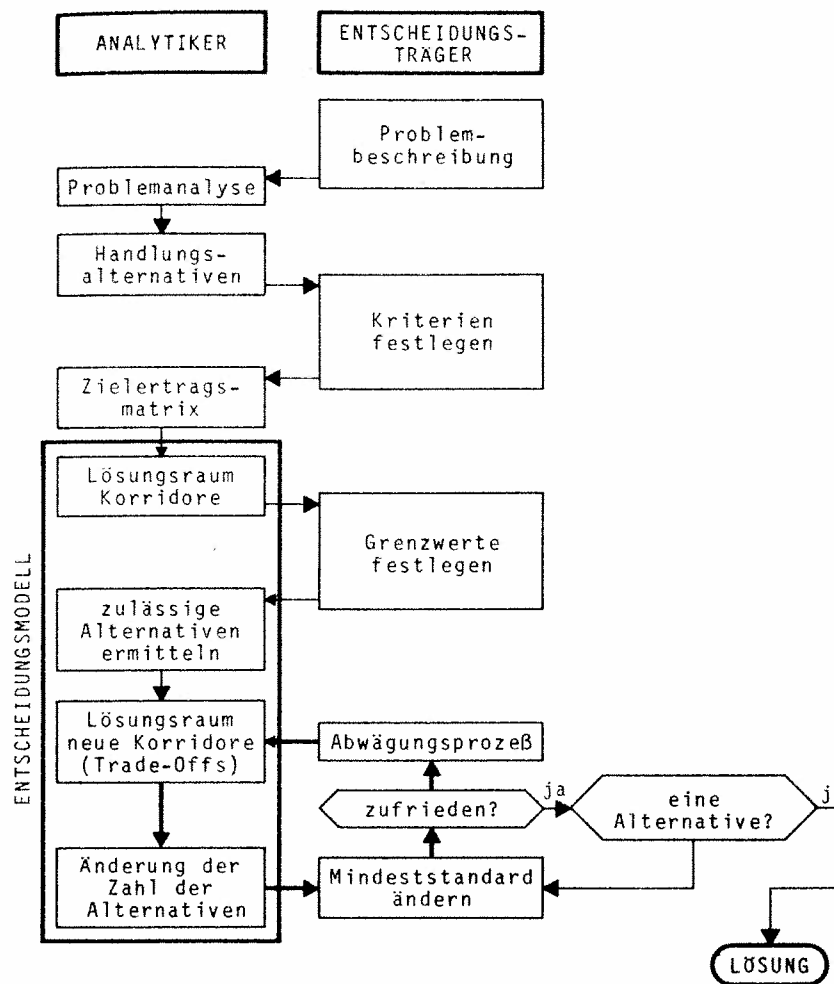 ANALYTIKER
ENTSCHEIDUNGS-
TRÄGER
Problem-
beschreibung
Problemanalyse
Handlungs-
alternativen
Kriterien
festlegen
Zielertrags-
matrix
ENTSCHEIDUNGSMODELL
Lösungsraum
Korridore
Grenzwerte
festlegen
zulässige
Alternativen
ermitteln
Lösungsraum
neue Korridore
(Trade-Offs)
Abwägungsprozeß
zufrieden?
ja
eine
Alternative?
j
Änderung der
Zahl der
Alternativen
Mindeststandard
ändern
LÖSUNG